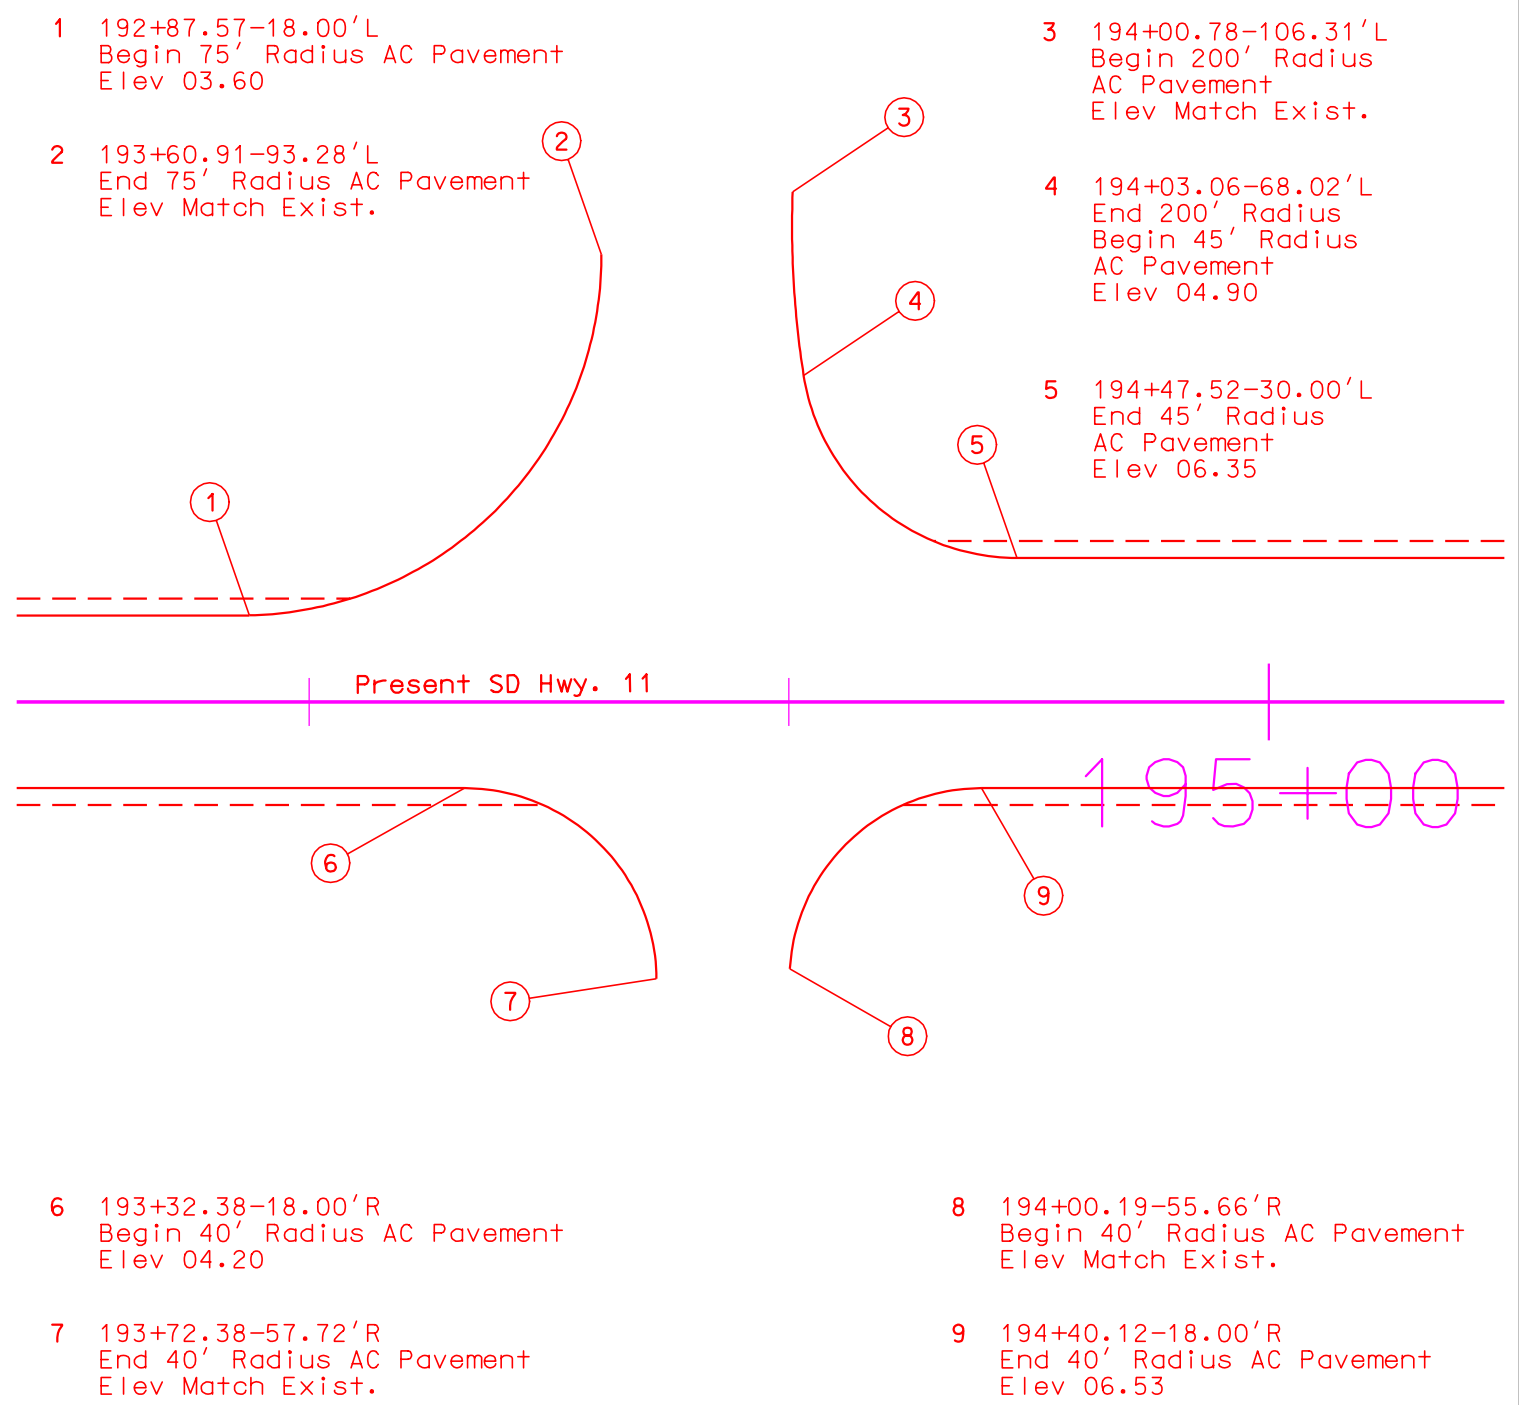 1 192+87.57-18.00'L
Begin 75' Radius AC Pavement
Elev 03.60
2 193+60.91-93.28'L
End 75' Radius AC Pavement
Elev Match Exist.
3 194+00.78-106.31'L
Begin 200' Radius
AC Pavement
Elev Match Exist.
4 194+03.06-68.02'L
End 200' Radius
Begin 45' Radius
AC Pavement
Elev 04.90
5 194+47.52-30.00'L
End 45' Radius
AC Pavement
Elev 06.35
2
3
4
5
1
Present SD Hwy. 11
195+00
6
9
7
8
6 193+32.38-18.00'R
Begin 40' Radius AC Pavement
Elev 04.20
7 193+72.38-57.72'R
End 40' Radius AC Pavement
Elev Match Exist.
8 194+00.19-55.66'R
Begin 40' Radius AC Pavement
Elev Match Exist.
9 194+40.12-18.00'R
End 40' Radius AC Pavement
Elev 06.53